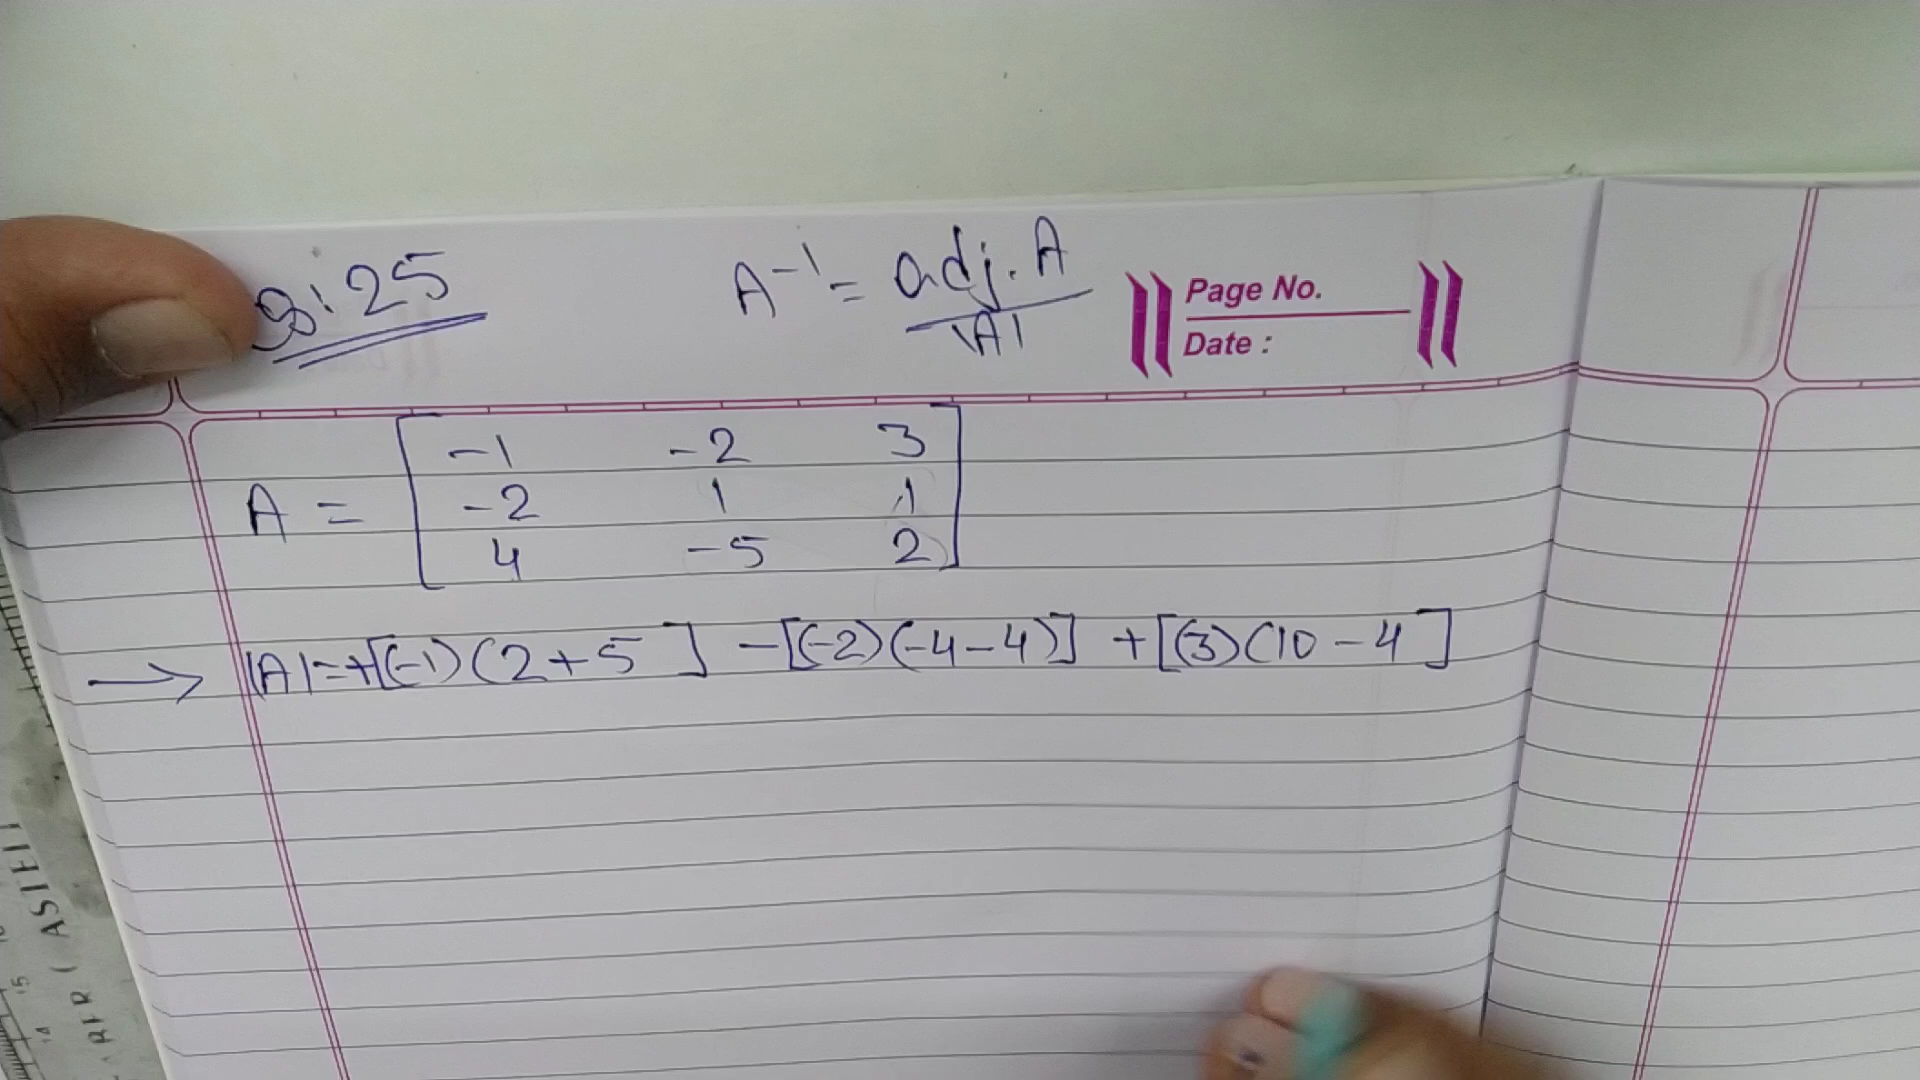 Q:25
A⁻¹ = adj. A / |A|
Page No.
Date :
A = [ -1 -2 3
-2 1 1
4 -5 2 ]
→ |A| = +[(-1)(2+5] - [(-2)(-4-4)] + [(3)(10-4]